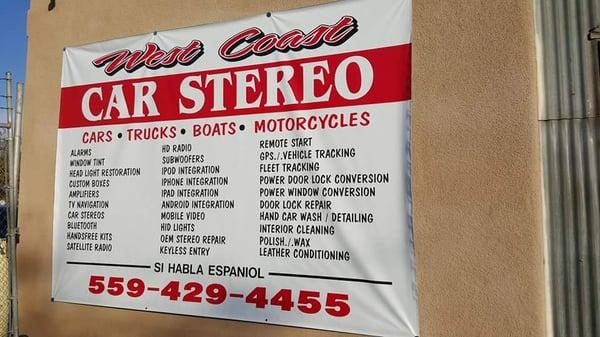 West Coast
CAR STEREO
CARS • TRUCKS • BOATS • MOTORCYCLES
ALARMS
WINDOW TINT
HEAD LIGHT RESTORATION
CUSTOM BOXES
AMPLIFIERS
TV NAVIGATION
CAR STEREOS
BLUETOOTH
HANDSFREE KITS
SATELLITE RADIO
HD RADIO
SUBWOOFERS
IPOD INTEGRATION
IPHONE INTEGRATION
IPAD INTEGRATION
ANDROID INTEGRATION
MOBILE VIDEO
HID LIGHTS
OEM STEREO REPAIR
KEYLESS ENTRY
REMOTE START
GPS./.VEHICLE TRACKING
FLEET TRACKING
POWER DOOR LOCK CONVERSION
POWER WINDOW CONVERSION
DOOR LOCK REPAIR
HAND CAR WASH / DETAILING
INTERIOR CLEANING
POLISH./.WAX
LEATHER CONDITIONING
SI HABLA ESPANIOL
559-429-4455